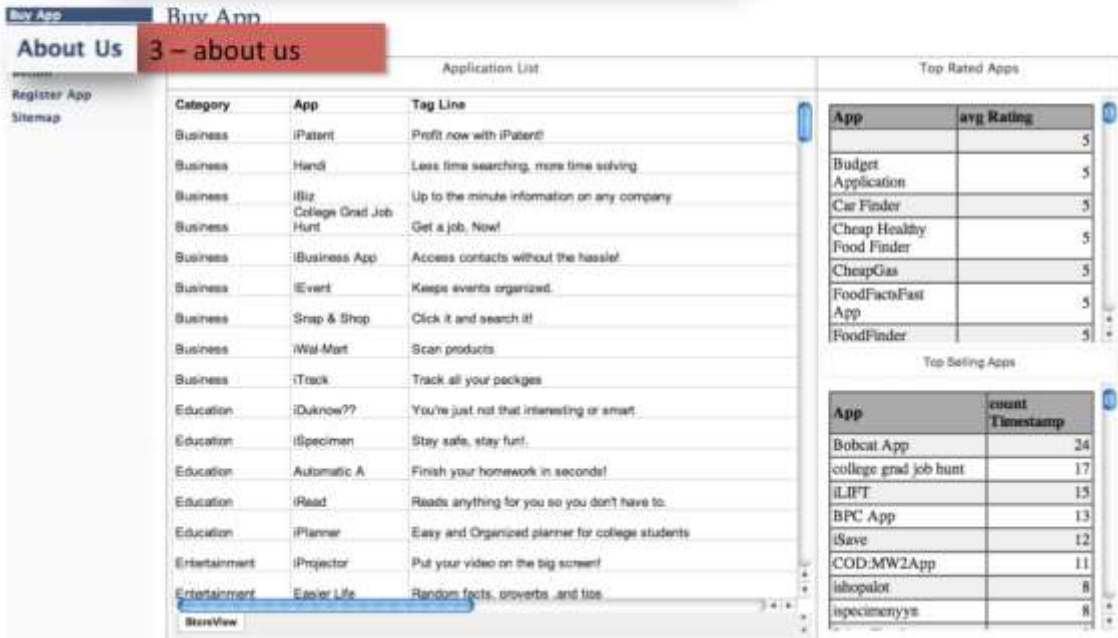 Buy App
Buy App
About Us
3 – about us
Register App
Sitemap
Application List
Category App Tag Line
Business iPatent Profit now with iPatent!
Business Handi Less time searching, more time solving
Business iBiz Up to the minute information on any company
Business College Grad Job Hunt Get a job. Now!
Business iBusiness App Access contacts without the hassle!
Business iEvent Keeps events organized.
Business Snap & Shop Click it and search it!
Business iWal-Mart Scan products
Business iTrack Track all your packges
Education iDuknow?? You're just not that interesting or smart
Education iSpecimen Stay safe, stay fun!.
Education Automatic A Finish your homework in seconds!
Education iRead Reads anything for you so you don't have to.
Education iPlanner Easy and Organized planner for college students
Entertainment iProjector Put your video on the big screen!
Entertainment Easier Life Random facts, proverbs ,and tips
StoreView
Top Rated Apps
App avg Rating
5
Budget Application 5
Car Finder 5
Cheap Healthy Food Finder 5
CheapGas 5
FoodFactsFast App 5
FoodFinder 5
Top Selling Apps
App count Timestamp
Bobcat App 24
college grad job hunt 17
iLIFT 15
BPC App 13
iSave 12
COD:MW2App 11
ishopalot 8
ispecimenyyn 8